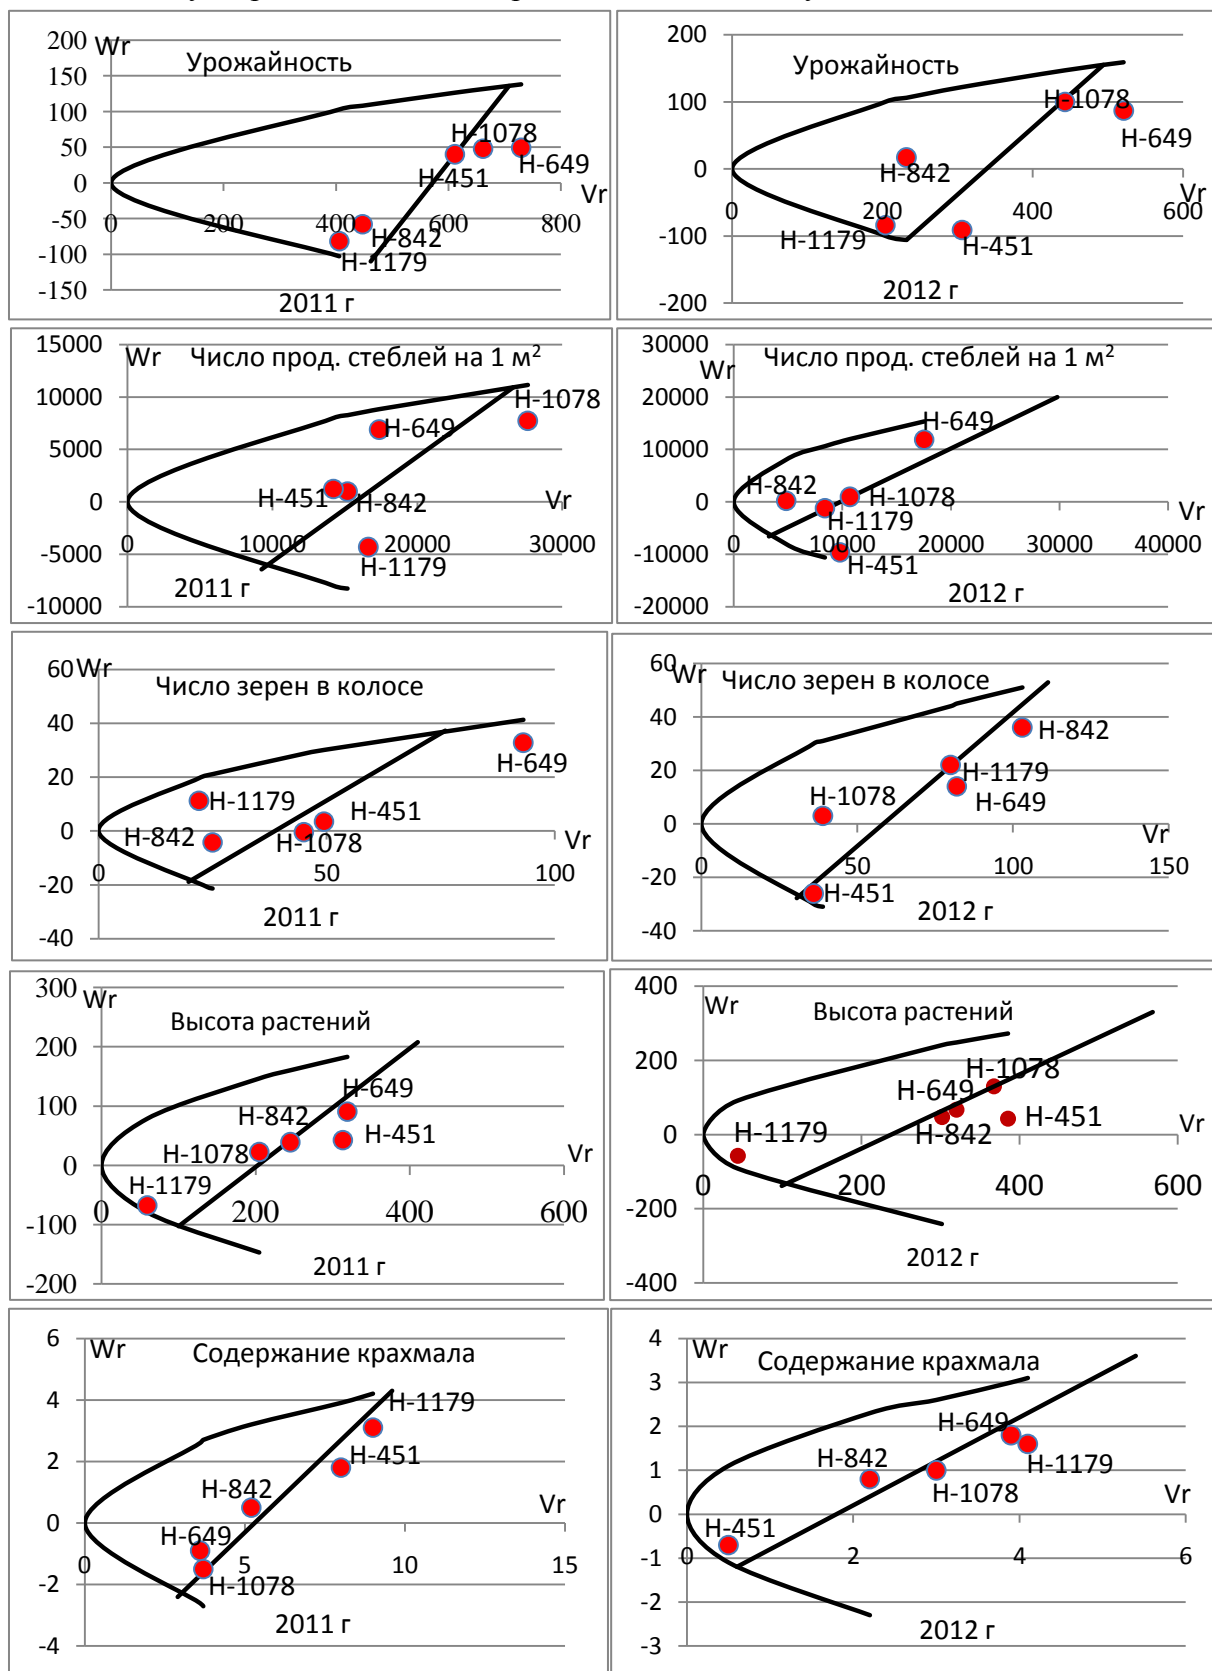 Wr
Урожайность
200
150
100
50
0
-50
-100
-150
0
200
400
600
800
Vr
Н-1078
Н-451
Н-649
Н-842
Н-1179
2011 г
Урожайность
200
100
0
-100
-200
0
200
400
600
Vr
Н-1078
Н-649
Н-842
Н-1179
Н-451
2012 г
Wr
Число прод. стеблей на 1 м²
15000
10000
5000
0
-5000
-10000
0
10000
20000
30000
Vr
Н-1078
Н-649
Н-451
Н-842
Н-1179
2011 г
Wr
Число прод. стеблей на 1 м²
30000
20000
10000
0
-10000
-20000
0
10000
20000
30000
40000
Vr
Н-649
Н-842
Н-1078
Н-1179
Н-451
2012 г
Wr
Число зерен в колосе
60
40
20
0
-20
-40
0
50
100
Vr
Н-649
Н-1179
Н-451
Н-842
Н-1078
2011 г
Wr
Число зерен в колосе
60
40
20
0
-20
-40
0
50
100
150
Vr
Н-842
Н-1179
Н-649
Н-1078
Н-451
2012 г
Wr
Высота растений
300
200
100
0
-100
-200
0
200
400
600
Н-649
Н-842
Н-451
Н-1078
Н-1179
2011 г
Wr
Высота растений
400
200
0
-200
-400
0
200
400
600
Vr
Н-1078
Н-649
Н-451
Н-842
Н-1179
2012 г
Wr
Содержание крахмала
6
4
2
0
-2
-4
0
5
10
15
Vr
Н-1179
Н-451
Н-842
Н-649
Н-1078
2011 г
Wr
Содержание крахмала
4
3
2
1
0
-1
-2
-3
0
2
4
6
Vr
Н-649
Н-842
Н-1179
Н-1078
Н-451
2012 г